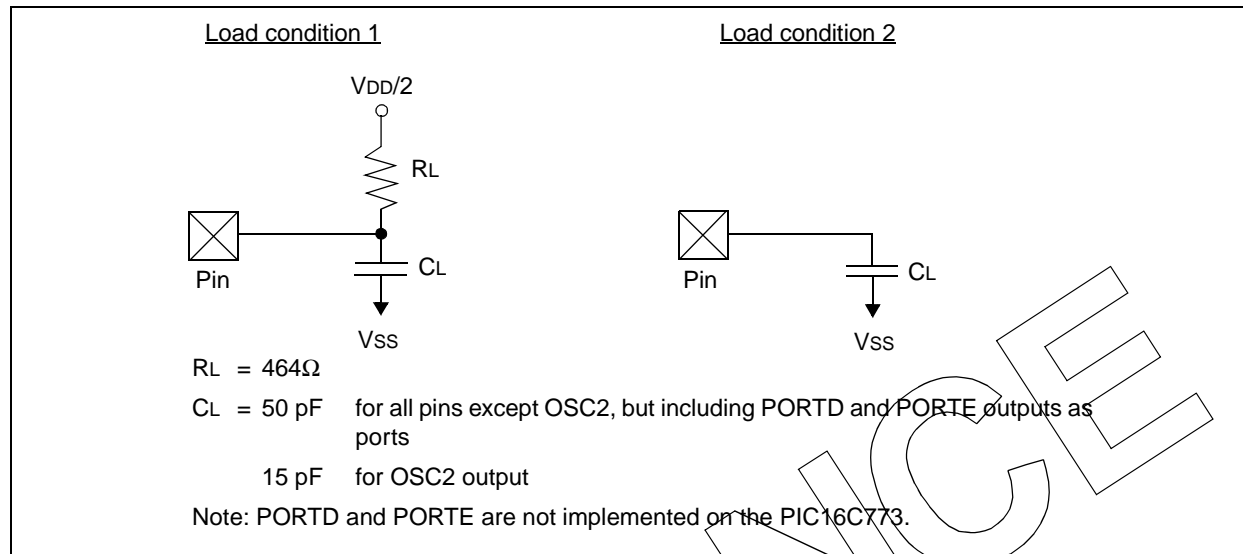 Load condition 1
Load condition 2
VDD/2
RL
Pin
CL
VSS
Pin
CL
VSS
RL = 464Ω
CL = 50 pF for all pins except OSC2, but including PORTD and PORTE outputs as
ports
15 pF for OSC2 output
Note: PORTD and PORTE are not implemented on the PIC16C773.
NCE